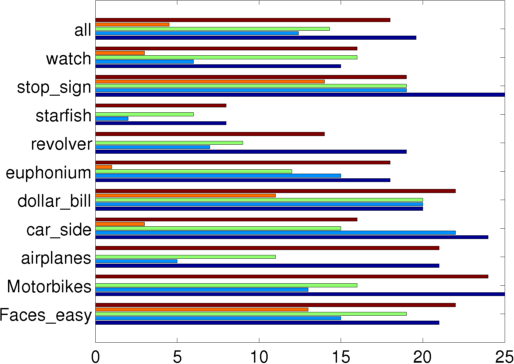 all
watch
stop_sign
starfish
revolver
euphonium
dollar_bill
car_side
airplanes
Motorbikes
Faces_easy
0 5 10 15 20 25